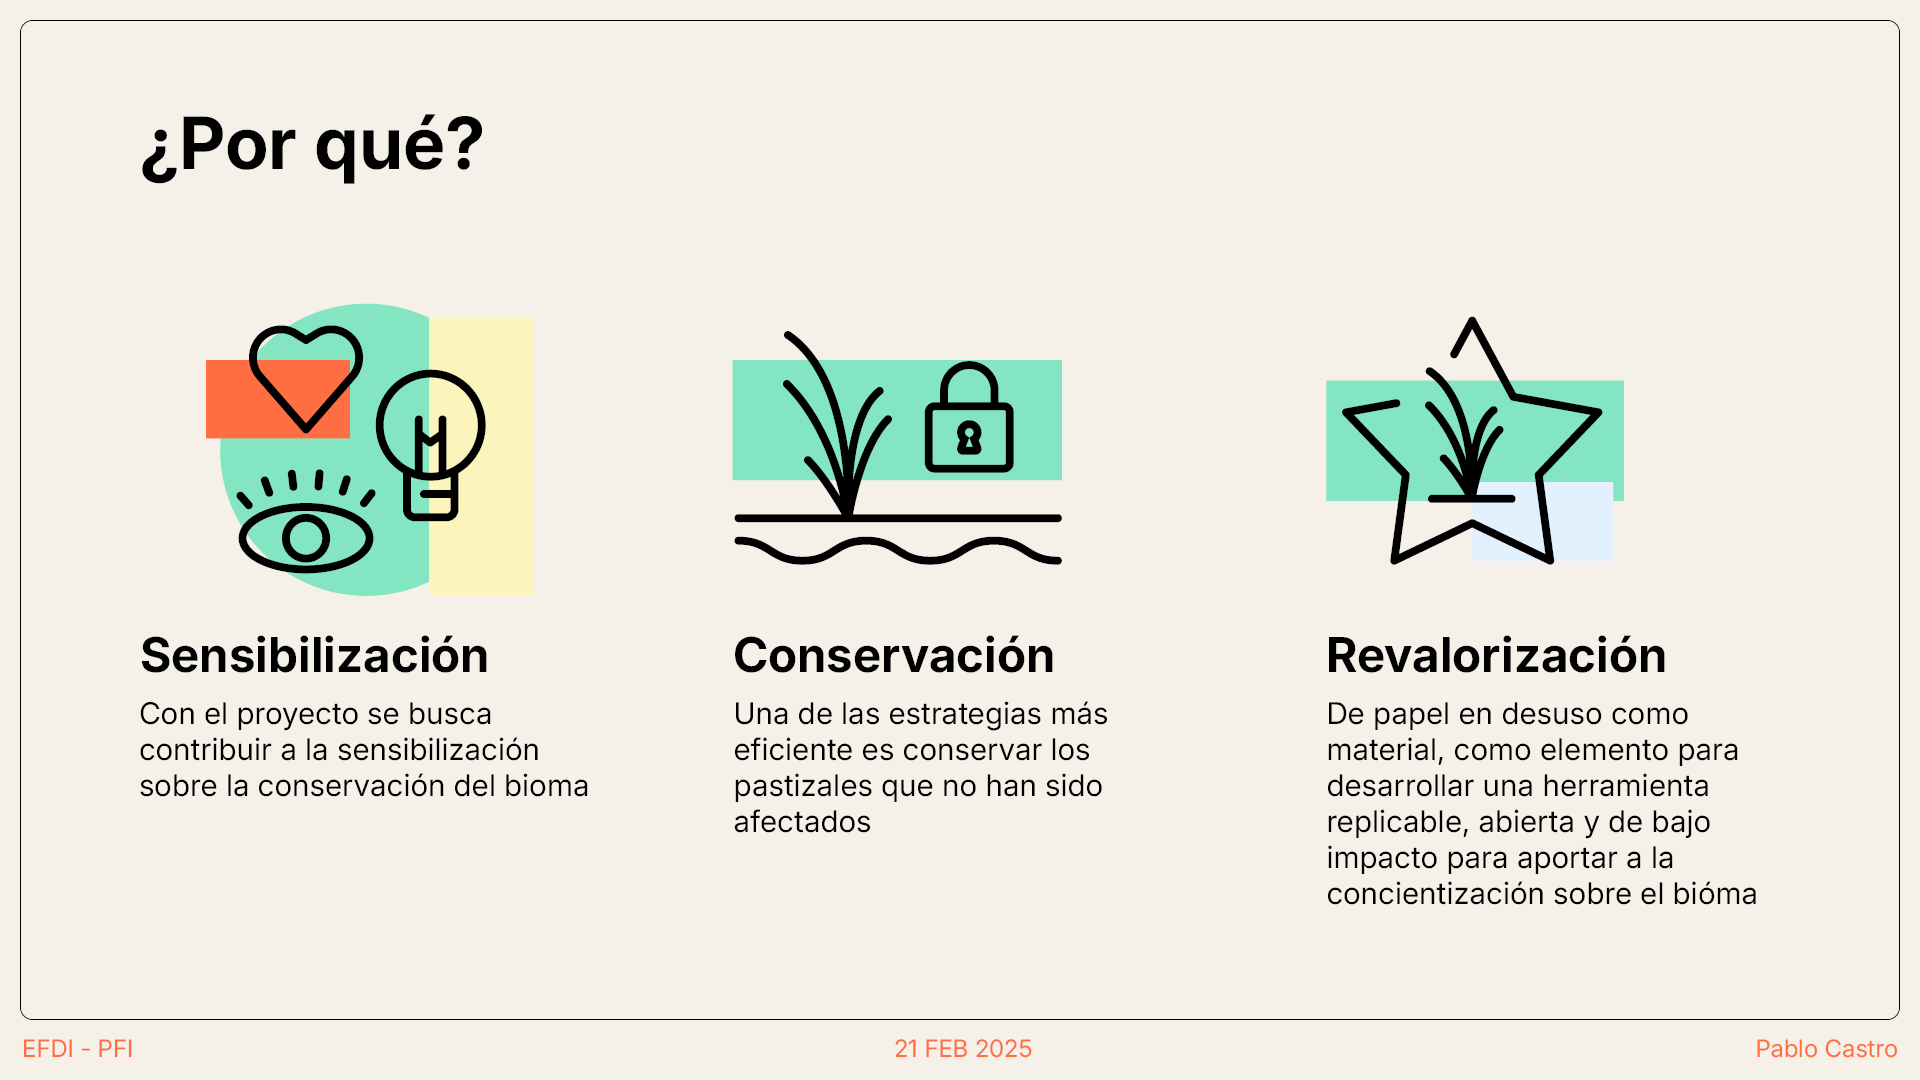 ¿Por qué?
Sensibilización
Con el proyecto se busca
contribuir a la sensibilización
sobre la conservación del bioma
Conservación
Una de las estrategias más
eficiente es conservar los
pastizales que no han sido
afectados
Revalorización
De papel en desuso como
material, como elemento para
desarrollar una herramienta
replicable, abierta y de bajo
impacto para aportar a la
concientización sobre el bióma
EFDI - PFI
21 FEB 2025
Pablo Castro